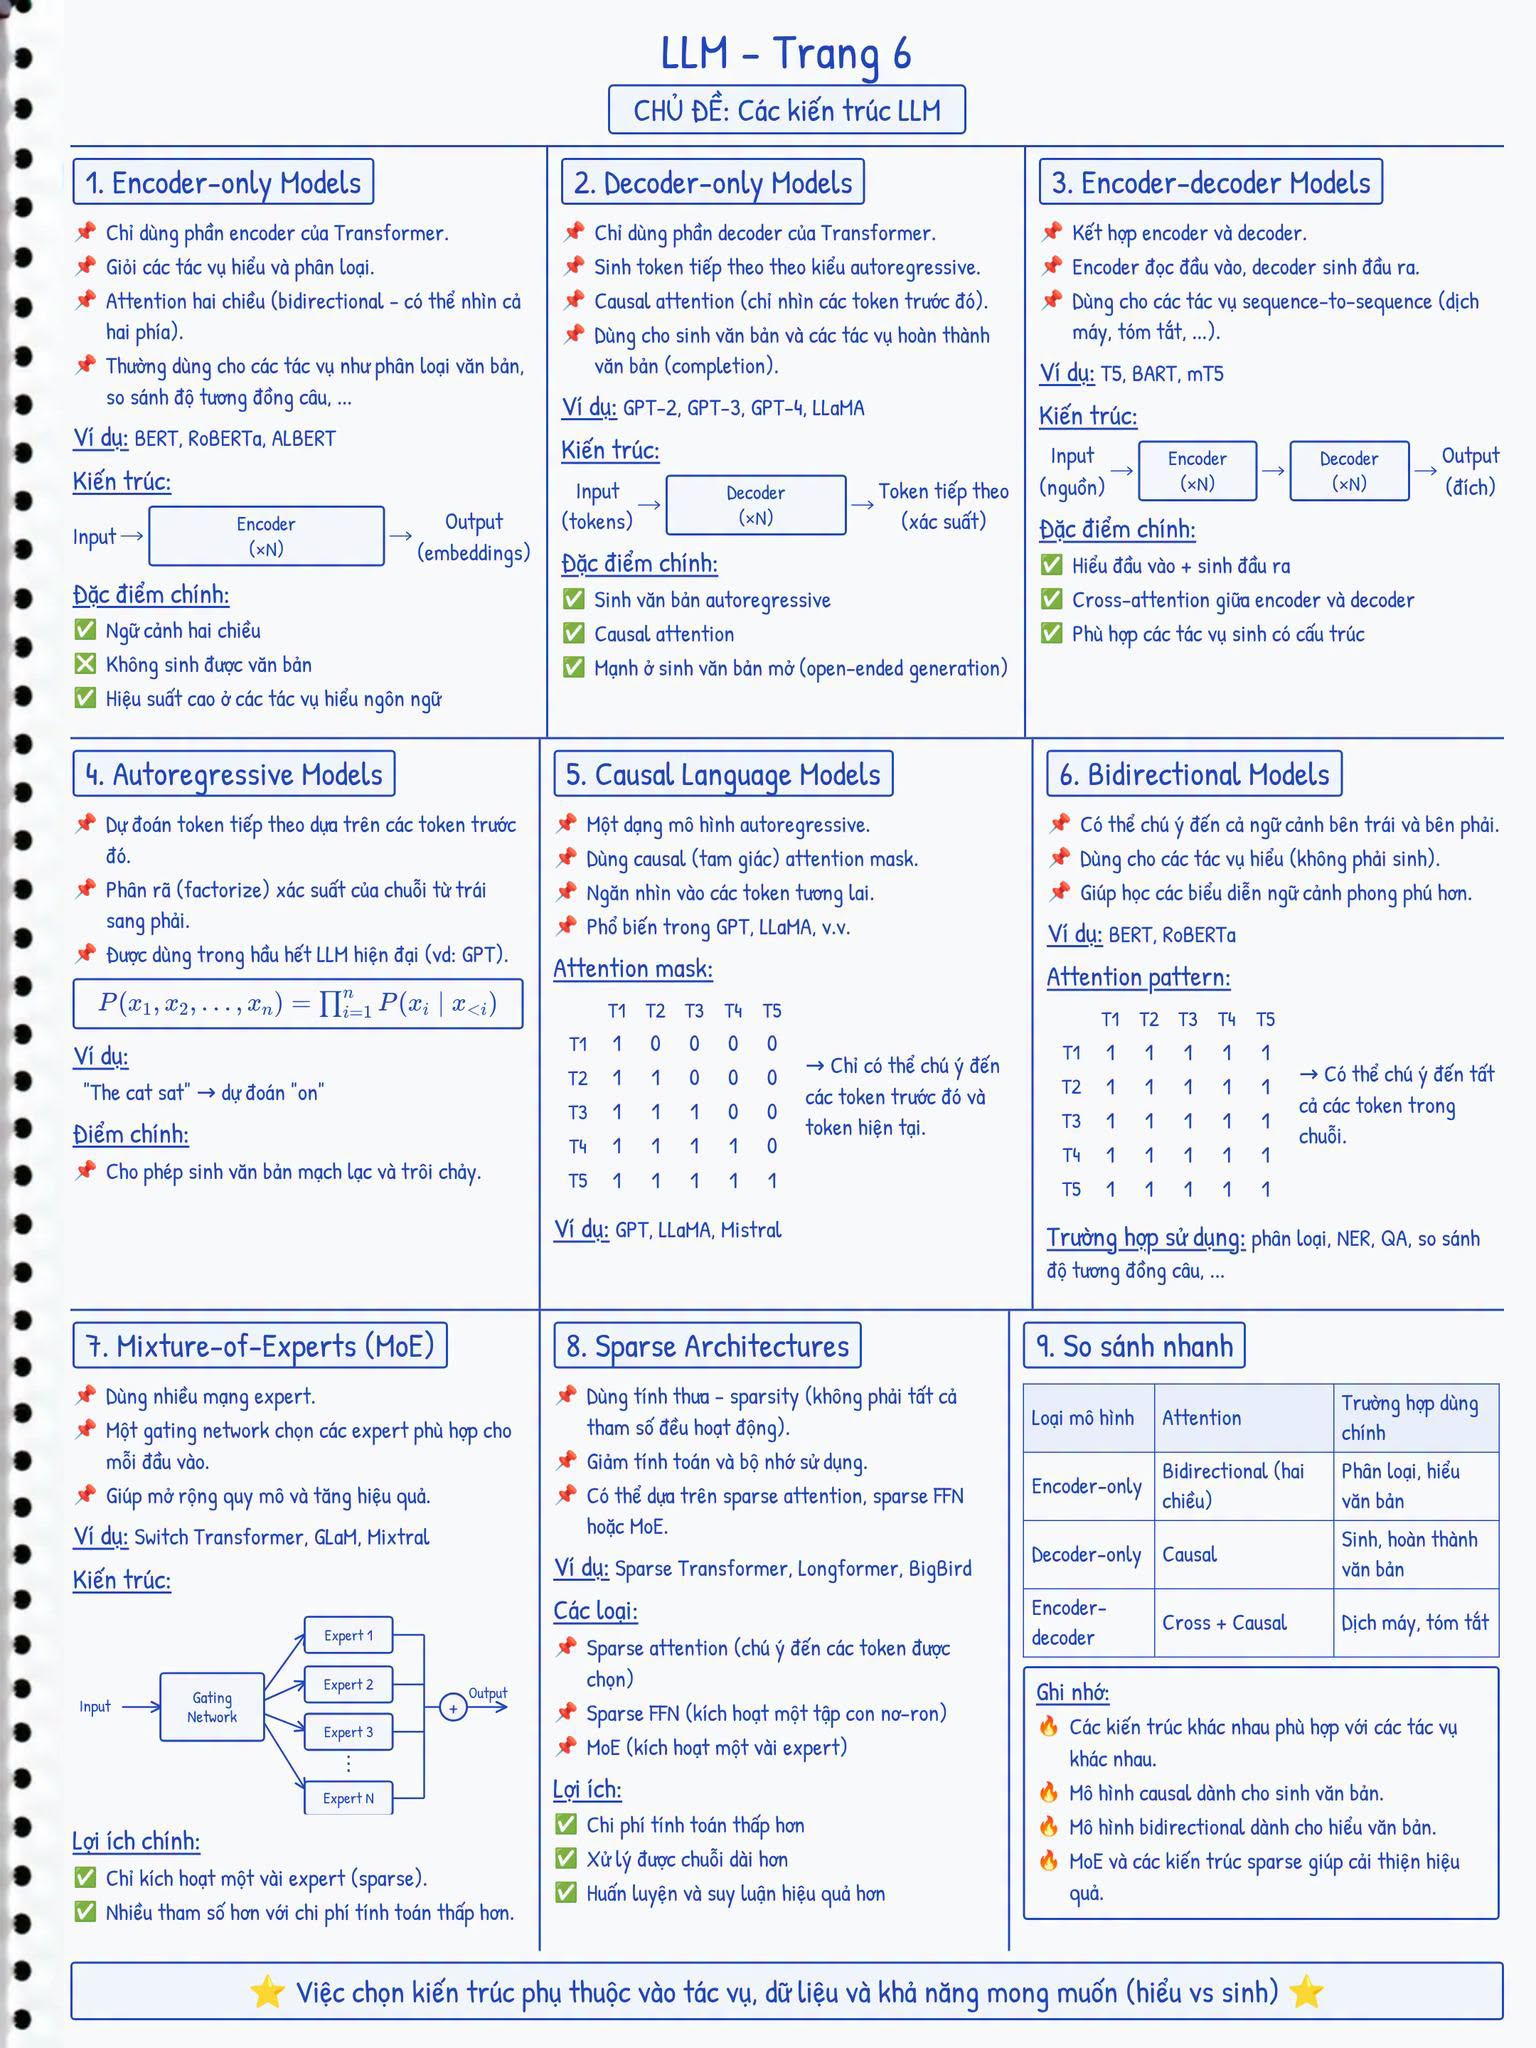 LLM - Trang 6
CHỦ ĐỀ: Các kiến trúc LLM
1. Encoder-only Models
📌 Chỉ dùng phần encoder của Transformer.
📌 Giỏi các tác vụ hiểu và phân loại.
📌 Attention hai chiều (bidirectional - có thể nhìn cả
hai phía).
📌 Thường dùng cho các tác vụ như phân loại văn bản,
so sánh độ tương đồng câu, ...
Ví dụ: BERT, RoBERTa, ALBERT
Kiến trúc:
Input → Encoder → Output
(×N) (embeddings)
Đặc điểm chính:
✅ Ngữ cảnh hai chiều
❎ Không sinh được văn bản
✅ Hiệu suất cao ở các tác vụ hiểu ngôn ngữ
2. Decoder-only Models
📌 Chỉ dùng phần decoder của Transformer.
📌 Sinh token tiếp theo theo kiểu autoregressive.
📌 Causal attention (chỉ nhìn các token trước đó).
📌 Dùng cho sinh văn bản và các tác vụ hoàn thành
văn bản (completion).
Ví dụ: GPT-2, GPT-3, GPT-4, LLaMA
Kiến trúc:
Input → Decoder → Token tiếp theo
(tokens) (×N) (xác suất)
Đặc điểm chính:
✅ Sinh văn bản autoregressive
✅ Causal attention
✅ Mạnh ở sinh văn bản mở (open-ended generation)
3. Encoder-decoder Models
📌 Kết hợp encoder và decoder.
📌 Encoder đọc đầu vào, decoder sinh đầu ra.
📌 Dùng cho các tác vụ sequence-to-sequence (dịch
máy, tóm tắt, ...).
Ví dụ: T5, BART, mT5
Kiến trúc:
Input → Encoder → Decoder → Output
(nguồn) (×N) (×N) (đích)
Đặc điểm chính:
✅ Hiểu đầu vào + sinh đầu ra
✅ Cross-attention giữa encoder và decoder
✅ Phù hợp các tác vụ sinh có cấu trúc
4. Autoregressive Models
📌 Dự đoán token tiếp theo dựa trên các token trước
đó.
📌 Phân rã (factorize) xác suất của chuỗi từ trái
sang phải.
📌 Được dùng trong hầu hết LLM hiện đại (vd: GPT).
P(x₁, x₂, . . . , xₙ) = ∏ⁿᵢ₌₁ P(xᵢ | x<ᵢ)
Ví dụ:
"The cat sat" → dự đoán "on"
Điểm chính:
📌 Cho phép sinh văn bản mạch lạc và trôi chảy.
5. Causal Language Models
📌 Một dạng mô hình autoregressive.
📌 Dùng causal (tam giác) attention mask.
📌 Ngăn nhìn vào các token tương lai.
📌 Phổ biến trong GPT, LLaMA, v.v.
Attention mask:
T1 T2 T3 T4 T5
T1 1 0 0 0 0
T2 1 1 0 0 0
T3 1 1 1 0 0
T4 1 1 1 1 0
T5 1 1 1 1 1
→ Chỉ có thể chú ý đến
các token trước đó và
token hiện tại.
Ví dụ: GPT, LLaMA, Mistral
6. Bidirectional Models
📌 Có thể chú ý đến cả ngữ cảnh bên trái và bên phải.
📌 Dùng cho các tác vụ hiểu (không phải sinh).
📌 Giúp học các biểu diễn ngữ cảnh phong phú hơn.
Ví dụ: BERT, RoBERTa
Attention pattern:
T1 T2 T3 T4 T5
T1 1 1 1 1 1
T2 1 1 1 1 1
T3 1 1 1 1 1
T4 1 1 1 1 1
T5 1 1 1 1 1
→ Có thể chú ý đến tất
cả các token trong
chuỗi.
Trường hợp sử dụng: phân loại, NER, QA, so sánh
độ tương đồng câu, ...
7. Mixture-of-Experts (MoE)
📌 Dùng nhiều mạng expert.
📌 Một gating network chọn các expert phù hợp cho
mỗi đầu vào.
📌 Giúp mở rộng quy mô và tăng hiệu quả.
Ví dụ: Switch Transformer, GLaM, Mixtral
Kiến trúc:
Input
Gating
Network
Expert 1
Expert 2
Expert 3
⋮
Expert N
+
Output
Lợi ích chính:
✅ Chỉ kích hoạt một vài expert (sparse).
✅ Nhiều tham số hơn với chi phí tính toán thấp hơn.
8. Sparse Architectures
📌 Dùng tính thưa - sparsity (không phải tất cả
tham số đều hoạt động).
📌 Giảm tính toán và bộ nhớ sử dụng.
📌 Có thể dựa trên sparse attention, sparse FFN
hoặc MoE.
Ví dụ: Sparse Transformer, Longformer, BigBird
Các loại:
📌 Sparse attention (chú ý đến các token được
chọn)
📌 Sparse FFN (kích hoạt một tập con nơ-ron)
📌 MoE (kích hoạt một vài expert)
Lợi ích:
✅ Chi phí tính toán thấp hơn
✅ Xử lý được chuỗi dài hơn
✅ Huấn luyện và suy luận hiệu quả hơn
9. So sánh nhanh
Loại mô hình | Attention | Trường hợp dùng chính
Encoder-only | Bidirectional (hai chiều) | Phân loại, hiểu văn bản
Decoder-only | Causal | Sinh, hoàn thành văn bản
Encoder-decoder | Cross + Causal | Dịch máy, tóm tắt
Ghi nhớ:
🔥 Các kiến trúc khác nhau phù hợp với các tác vụ
khác nhau.
🔥 Mô hình causal dành cho sinh văn bản.
🔥 Mô hình bidirectional dành cho hiểu văn bản.
🔥 MoE và các kiến trúc sparse giúp cải thiện hiệu
quả.
⭐ Việc chọn kiến trúc phụ thuộc vào tác vụ, dữ liệu và khả năng mong muốn (hiểu vs sinh) ⭐